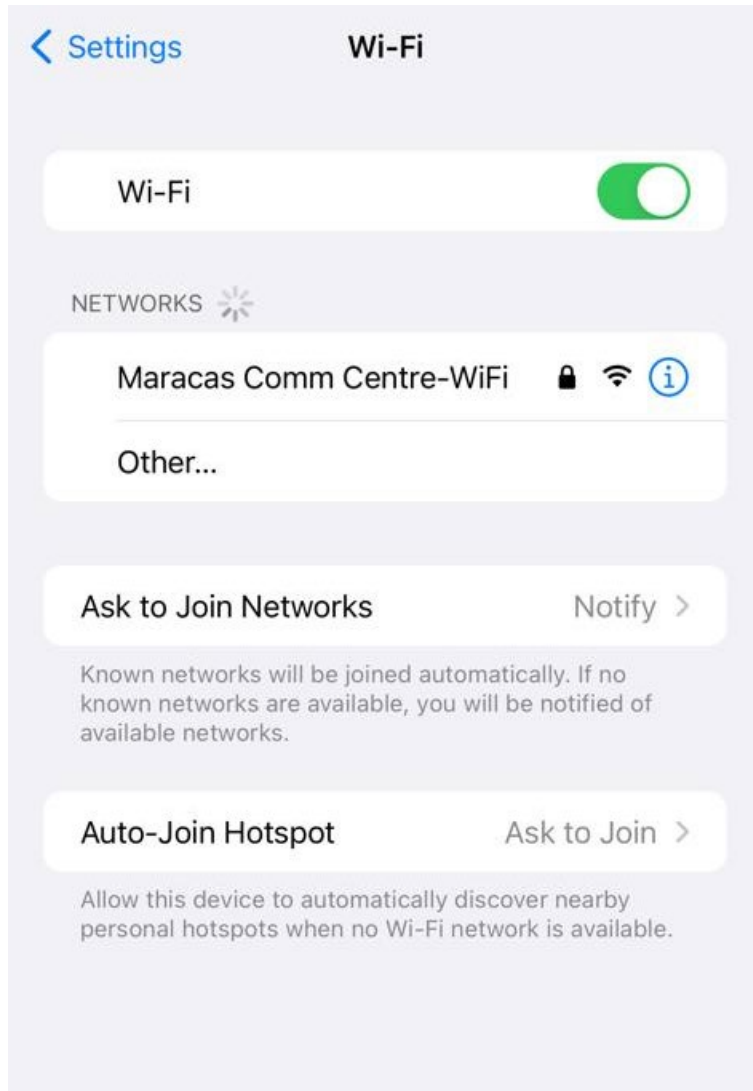 Settings
Wi-Fi
Wi-Fi
NETWORKS
Maracas Comm Centre-WiFi
Other...
Ask to Join Networks Notify
Known networks will be joined automatically. If no
known networks are available, you will be notified of
available networks.
Auto-Join Hotspot Ask to Join
Allow this device to automatically discover nearby
personal hotspots when no Wi-Fi network is available.